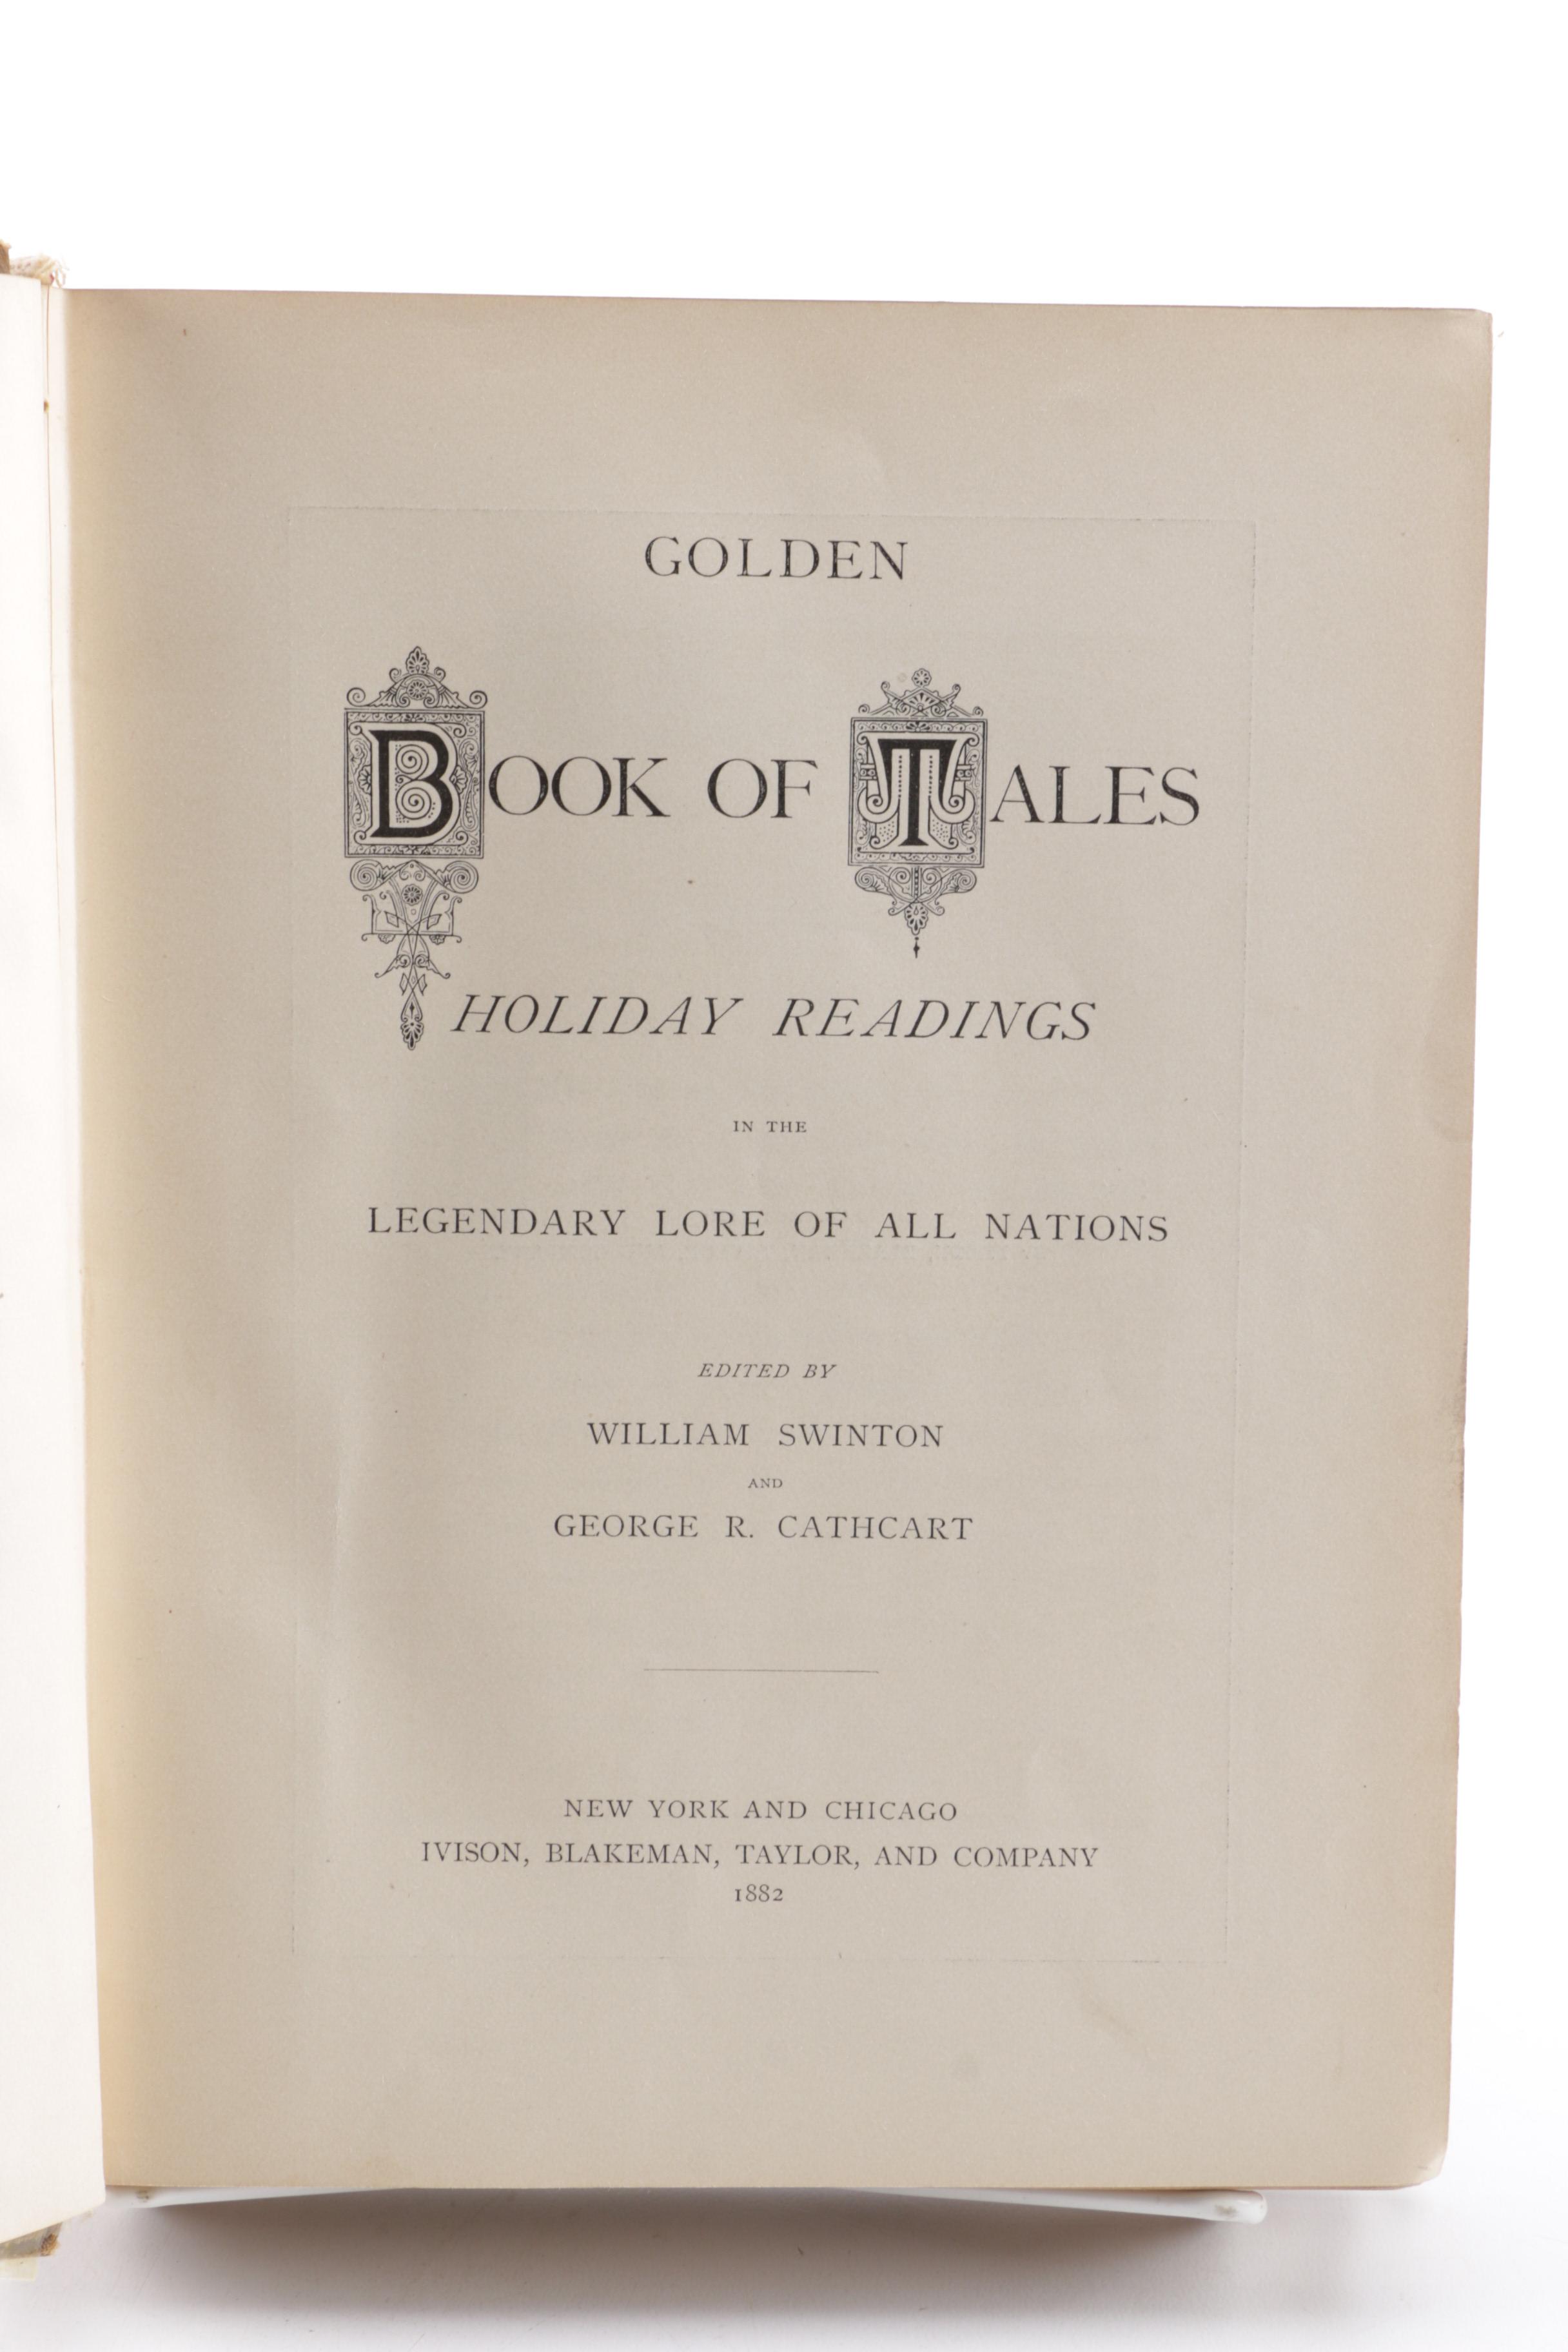 GOLDEN
BOOK OF TALES
HOLIDAY READINGS
IN THE
LEGENDARY LORE OF ALL NATIONS
EDITED BY
WILLIAM SWINTON
AND
GEORGE R. CATHCART
NEW YORK AND CHICAGO
IVISON, BLAKEMAN, TAYLOR, AND COMPANY
1882